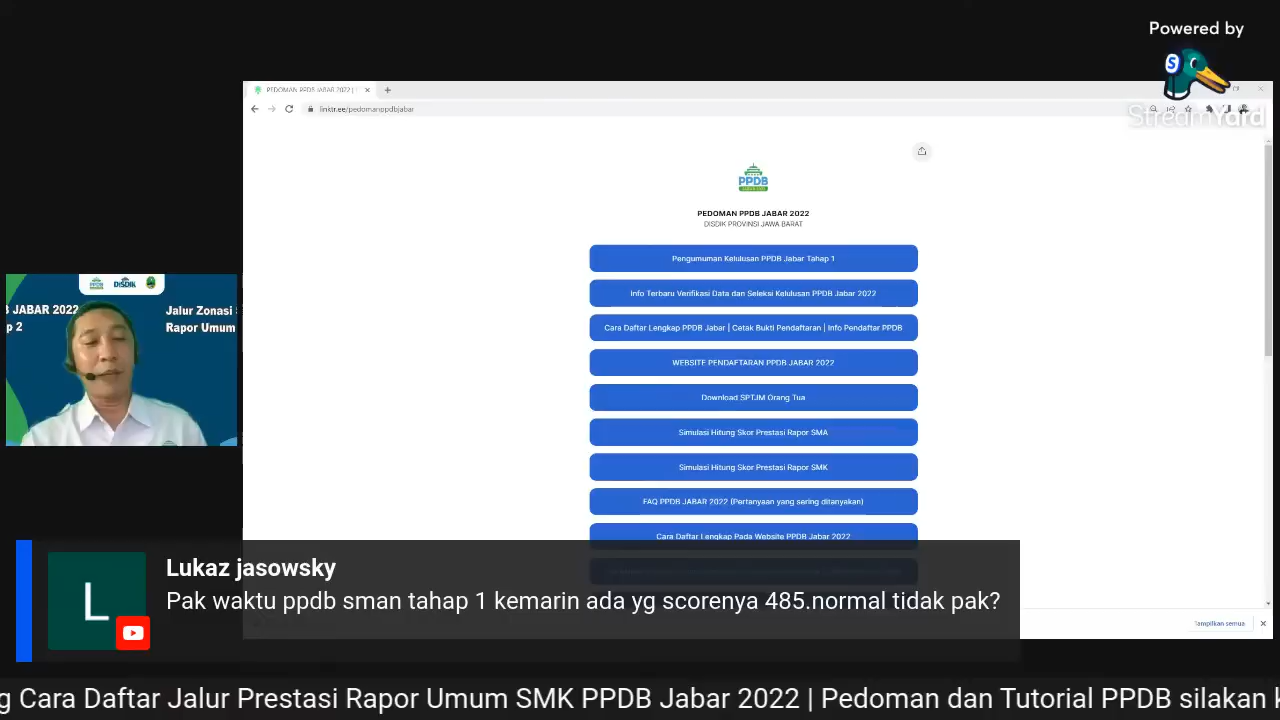 Powered by
StreamYard
PEDOMAN PPDB JABAR 2022 |
linktr.ee/pedomanppdbjabar
PPDB
PEDOMAN PPDB JABAR 2022
DISDIK PROVINSI JAWA BARAT
Pengumuman Kelulusan PPDB Jabar Tahap 1
Info Terbaru Verifikasi Data dan Seleksi Kelulusan PPDB Jabar 2022
Cara Daftar Lengkap PPDB Jabar | Cetak Bukti Pendaftaran | Info Pendaftar PPDB
WEBSITE PENDAFTARAN PPDB JABAR 2022
Download SPTJM Orang Tua
Simulasi Hitung Skor Prestasi Rapor SMA
Simulasi Hitung Skor Prestasi Rapor SMK
FAQ PPDB JABAR 2022 (Pertanyaan yang sering ditanyakan)
Cara Daftar Lengkap Pada Website PPDB Jabar 2022
Tampilkan semua
PPDB
DISDIK
JABAR 2022
Jalur Zonasi
p 2
Rapor Umum
L
Lukaz jasowsky
Pak waktu ppdb sman tahap 1 kemarin ada yg scorenya 485.normal tidak pak?
g Cara Daftar Jalur Prestasi Rapor Umum SMK PPDB Jabar 2022 | Pedoman dan Tutorial PPDB silakan